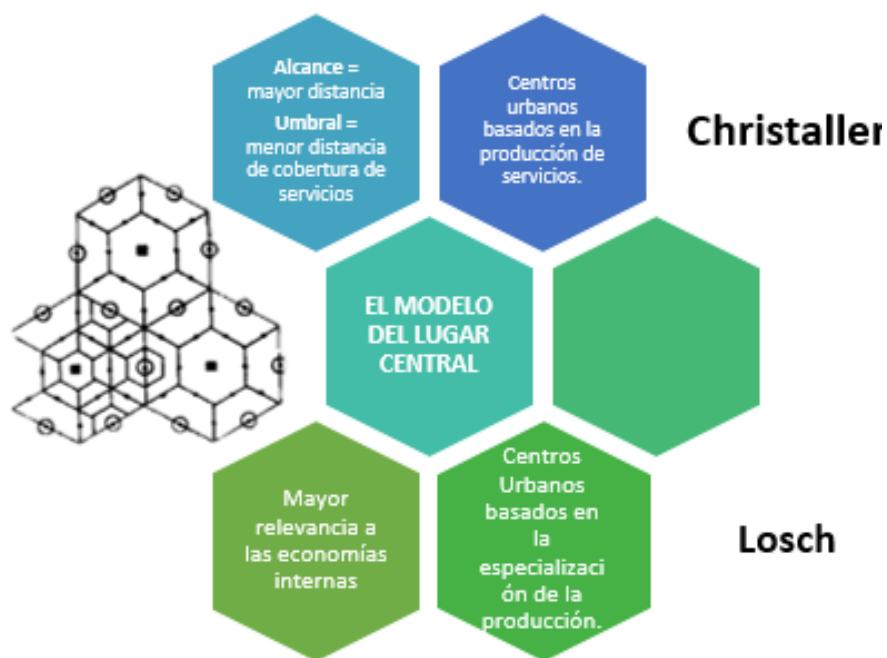 Alcance =
mayor distancia
Umbral =
menor distancia
de cobertura de
servicios
Centros
urbanos
basados en la
producción de
servicios.
Christaller
EL MODELO
DEL LUGAR
CENTRAL
Mayor
relevancia a
las economías
internas
Centros
Urbanos
basados en
la
especializaci
ón de la
producción.
Losch